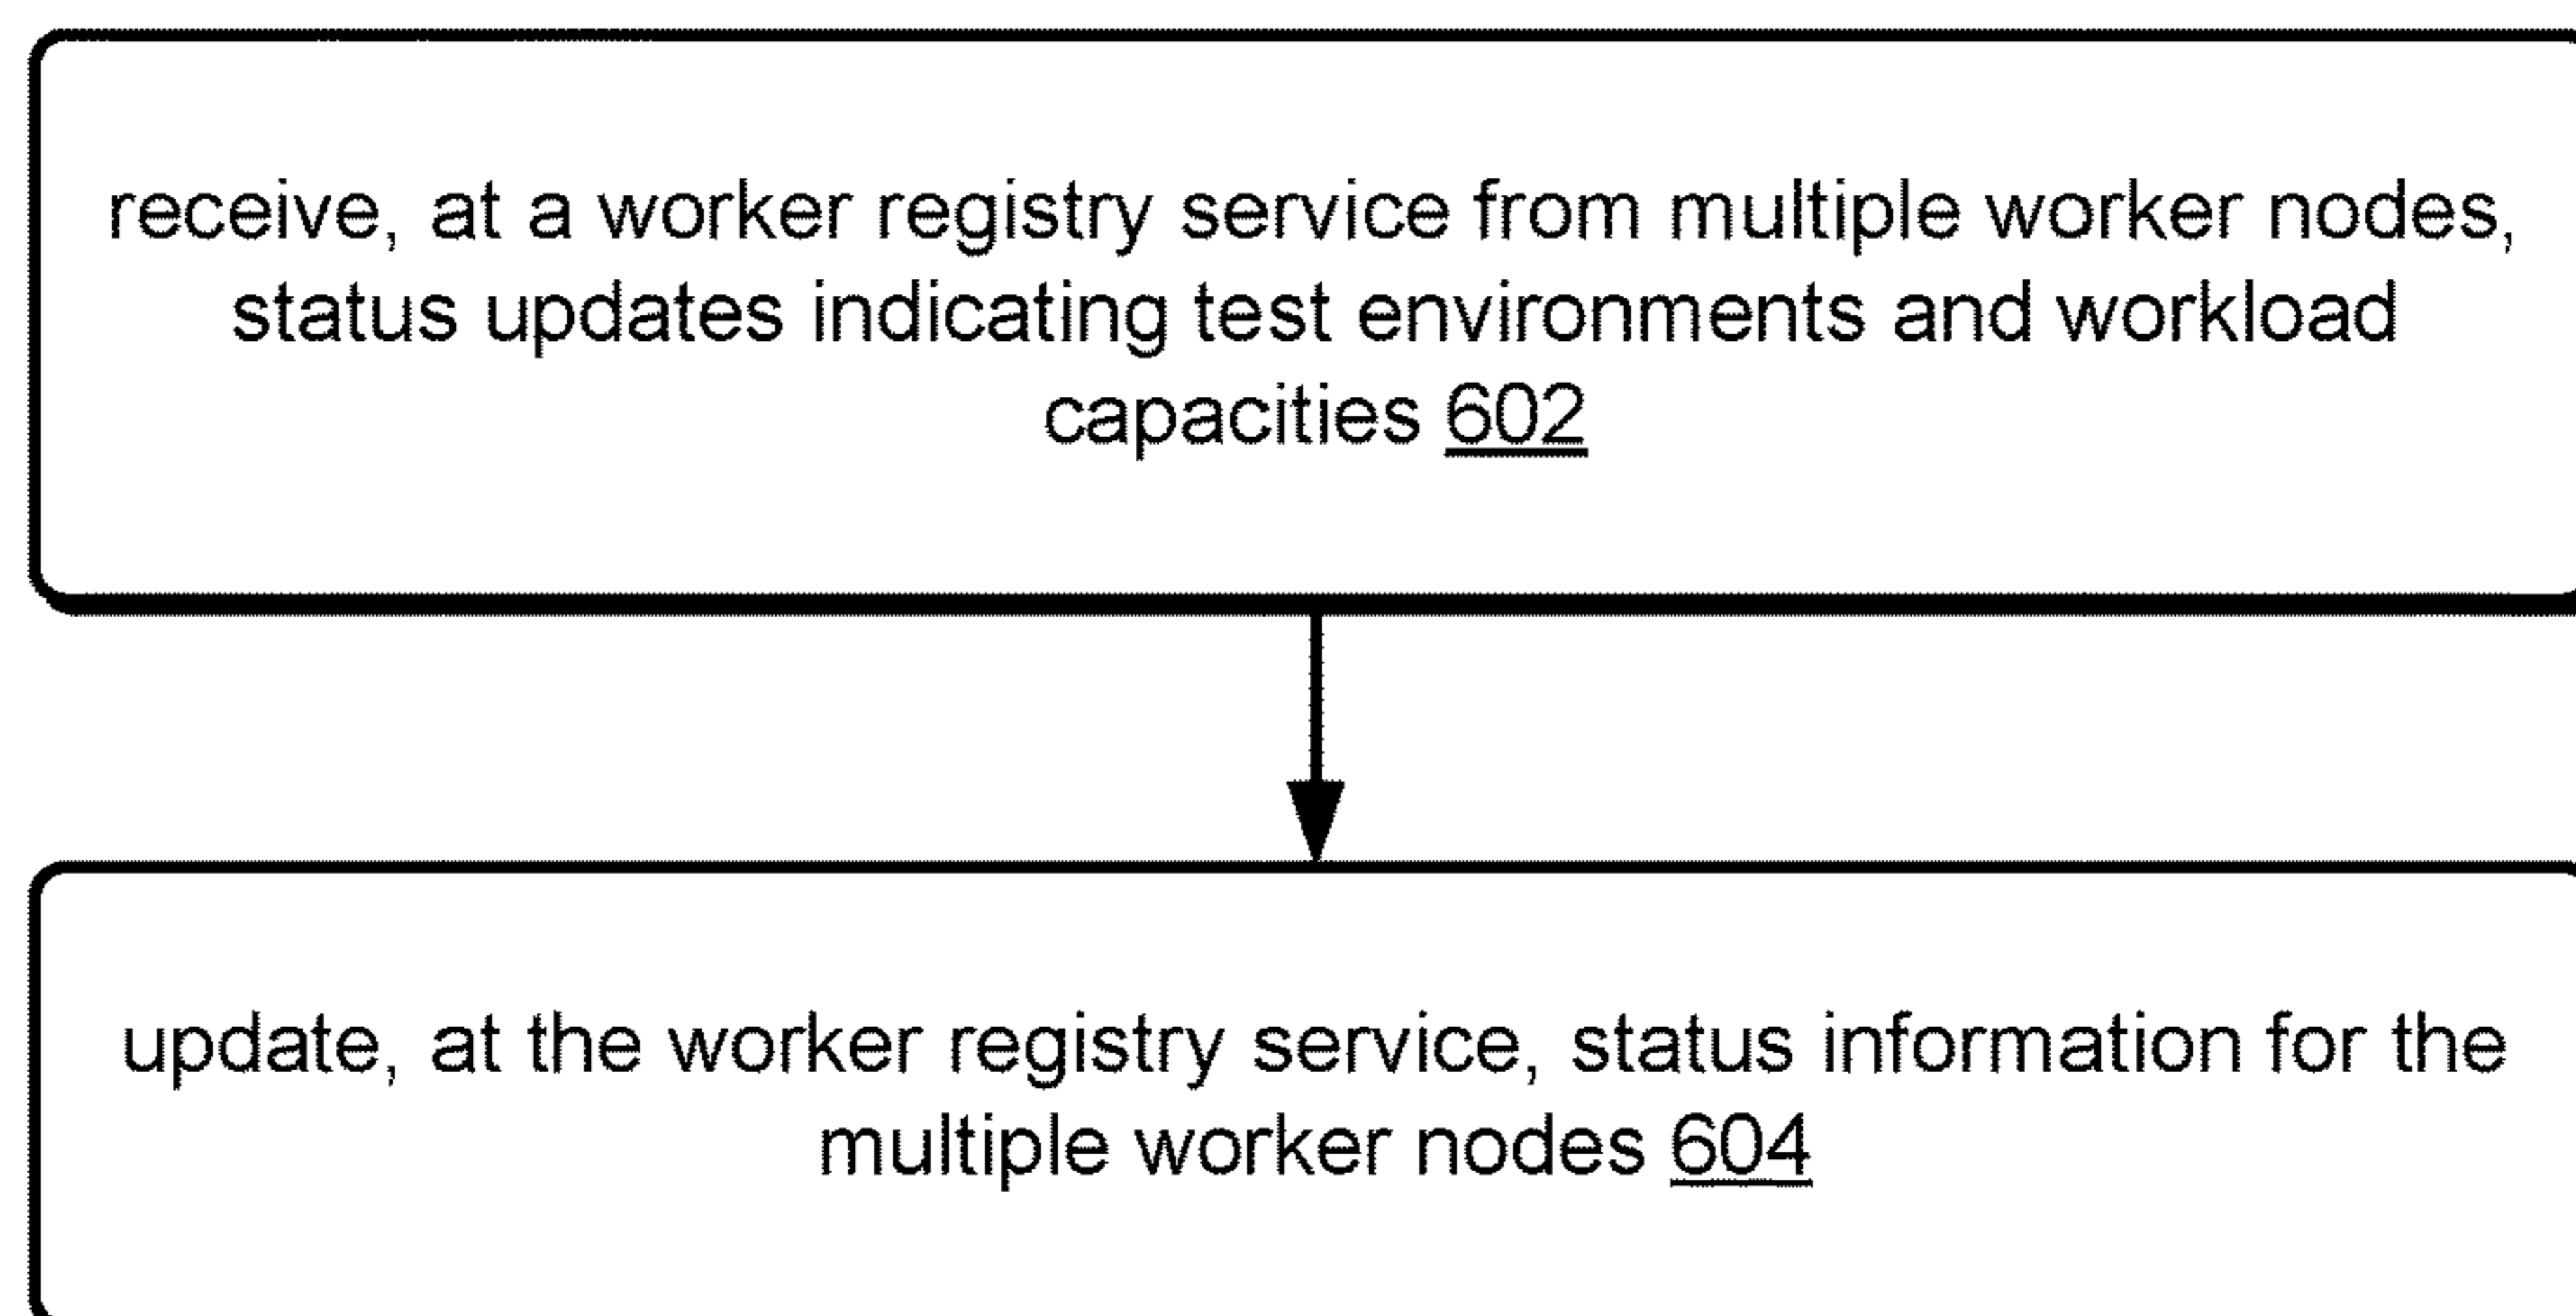 receive, at a worker registry service from multiple worker nodes,
status updates indicating test environments and workload
capacities 602
update, at the worker registry service, status information for the
multiple worker nodes 604